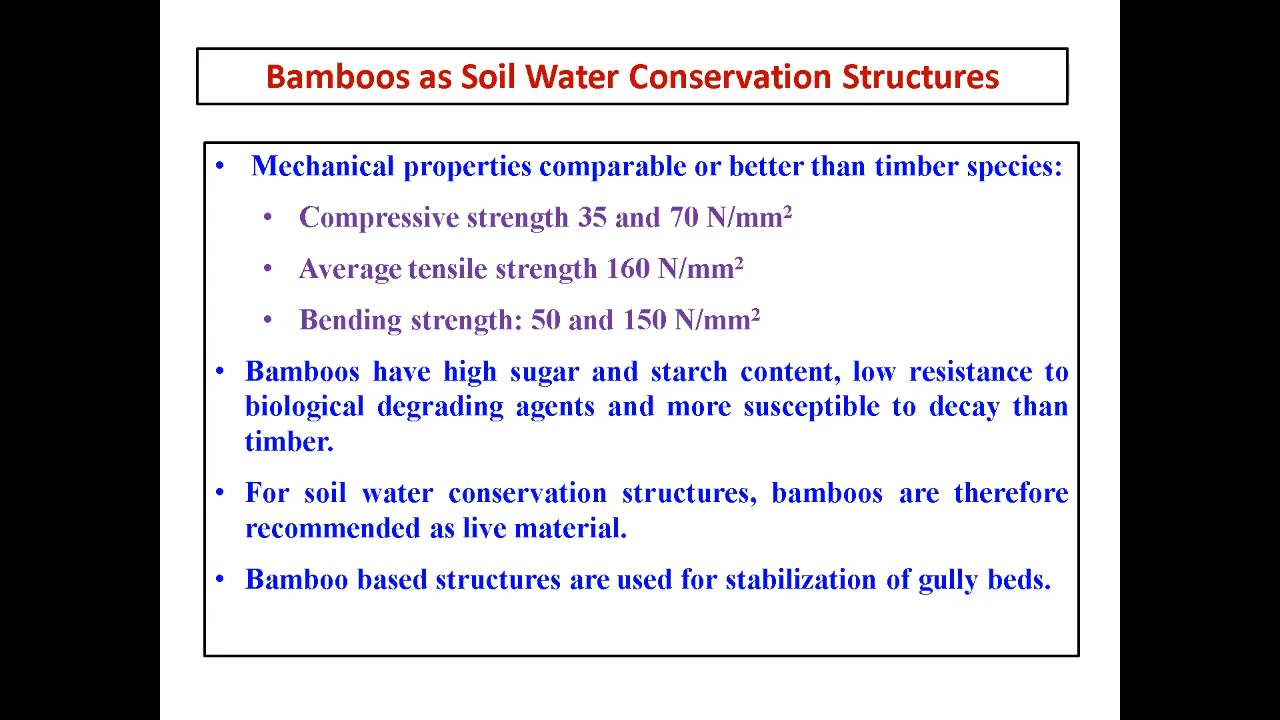 Bamboos as Soil Water Conservation Structures
• Mechanical properties comparable or better than timber species:
• Compressive strength 35 and 70 N/mm²
• Average tensile strength 160 N/mm²
• Bending strength: 50 and 150 N/mm²
• Bamboos have high sugar and starch content, low resistance to
biological degrading agents and more susceptible to decay than
timber.
• For soil water conservation structures, bamboos are therefore
recommended as live material.
• Bamboo based structures are used for stabilization of gully beds.